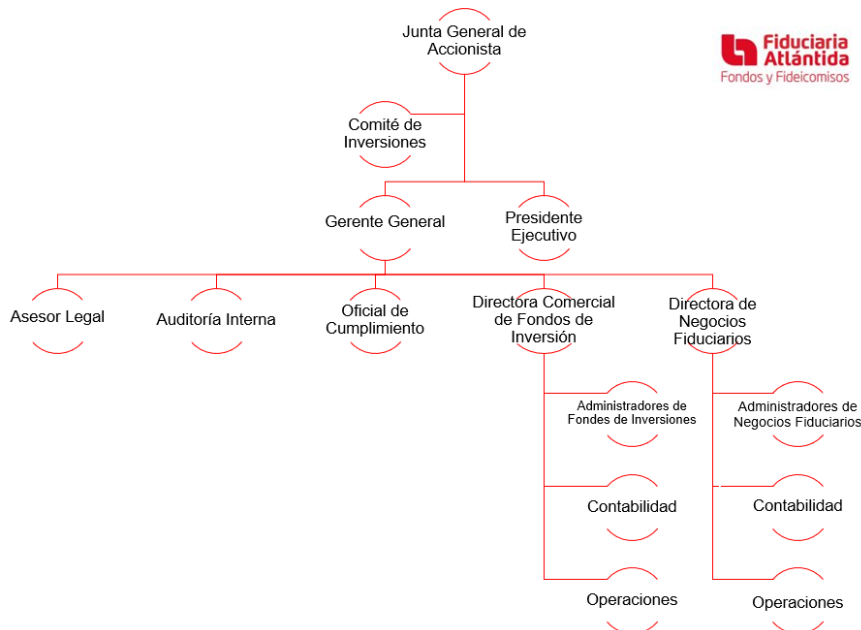 Junta General de
Accionista
Fiduciaria
Atlántida
Fondos y Fideicomisos
Comité de
Inversiones
Gerente General
Presidente
Ejecutivo
Asesor Legal
Auditoría Interna
Oficial de
Cumplimiento
Directora Comercial
de Fondos de
Inversión
Directora de
Negocios
Fiduciarios
Administradores de
Fondes de Inversiones
Administradores de
Negocios Fiduciarios
Contabilidad
Contabilidad
Operaciones
Operaciones